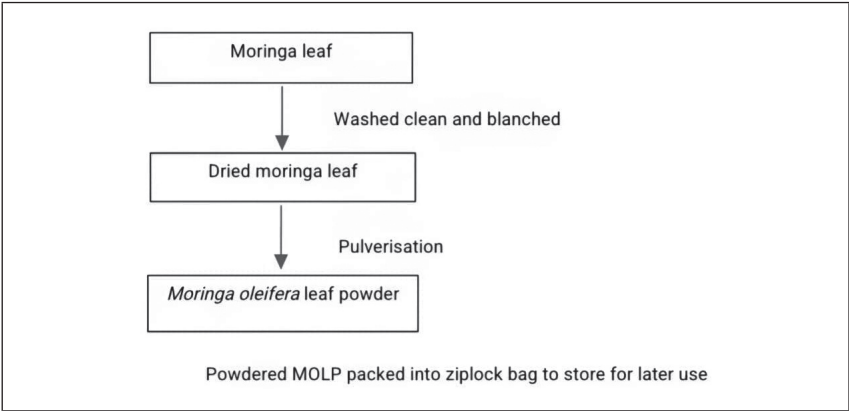 Moringa leaf
Washed clean and blanched
Dried moringa leaf
Pulverisation
Moringa oleifera leaf powder
Powdered MOLP packed into ziplock bag to store for later use